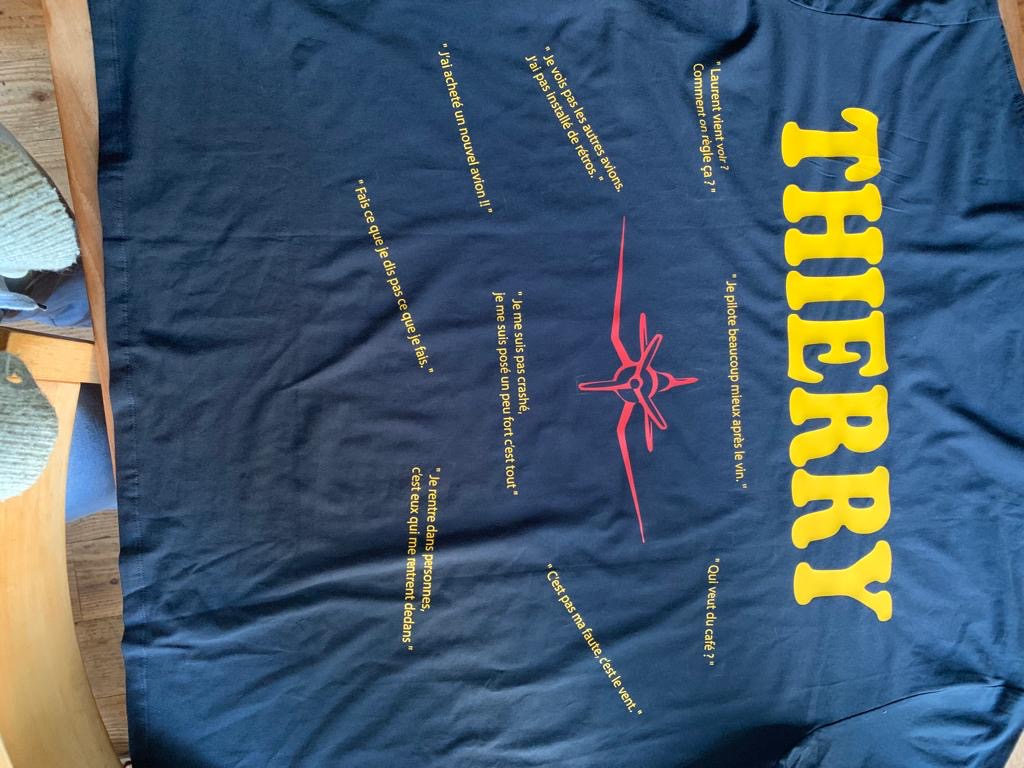 THIERRY
" Laurent vient voir ?
Comment on règle ça ? "
" Je pilote beaucoup mieux après le vin. "
" Qui veut du café ? "
" Je vois pas les autres avions.
j'ai pas installé de rétros. "
" C'est pas ma faute, c'est le vent. "
" J'ai acheté un nouvel avion !! "
" Je me suis pas crashé,
je me suis posé un peu fort c'est tout "
" Fais ce que je dis pas ce que je fais. "
" Je rentre dans personnes,
c'est eux qui me rentrent dedans "